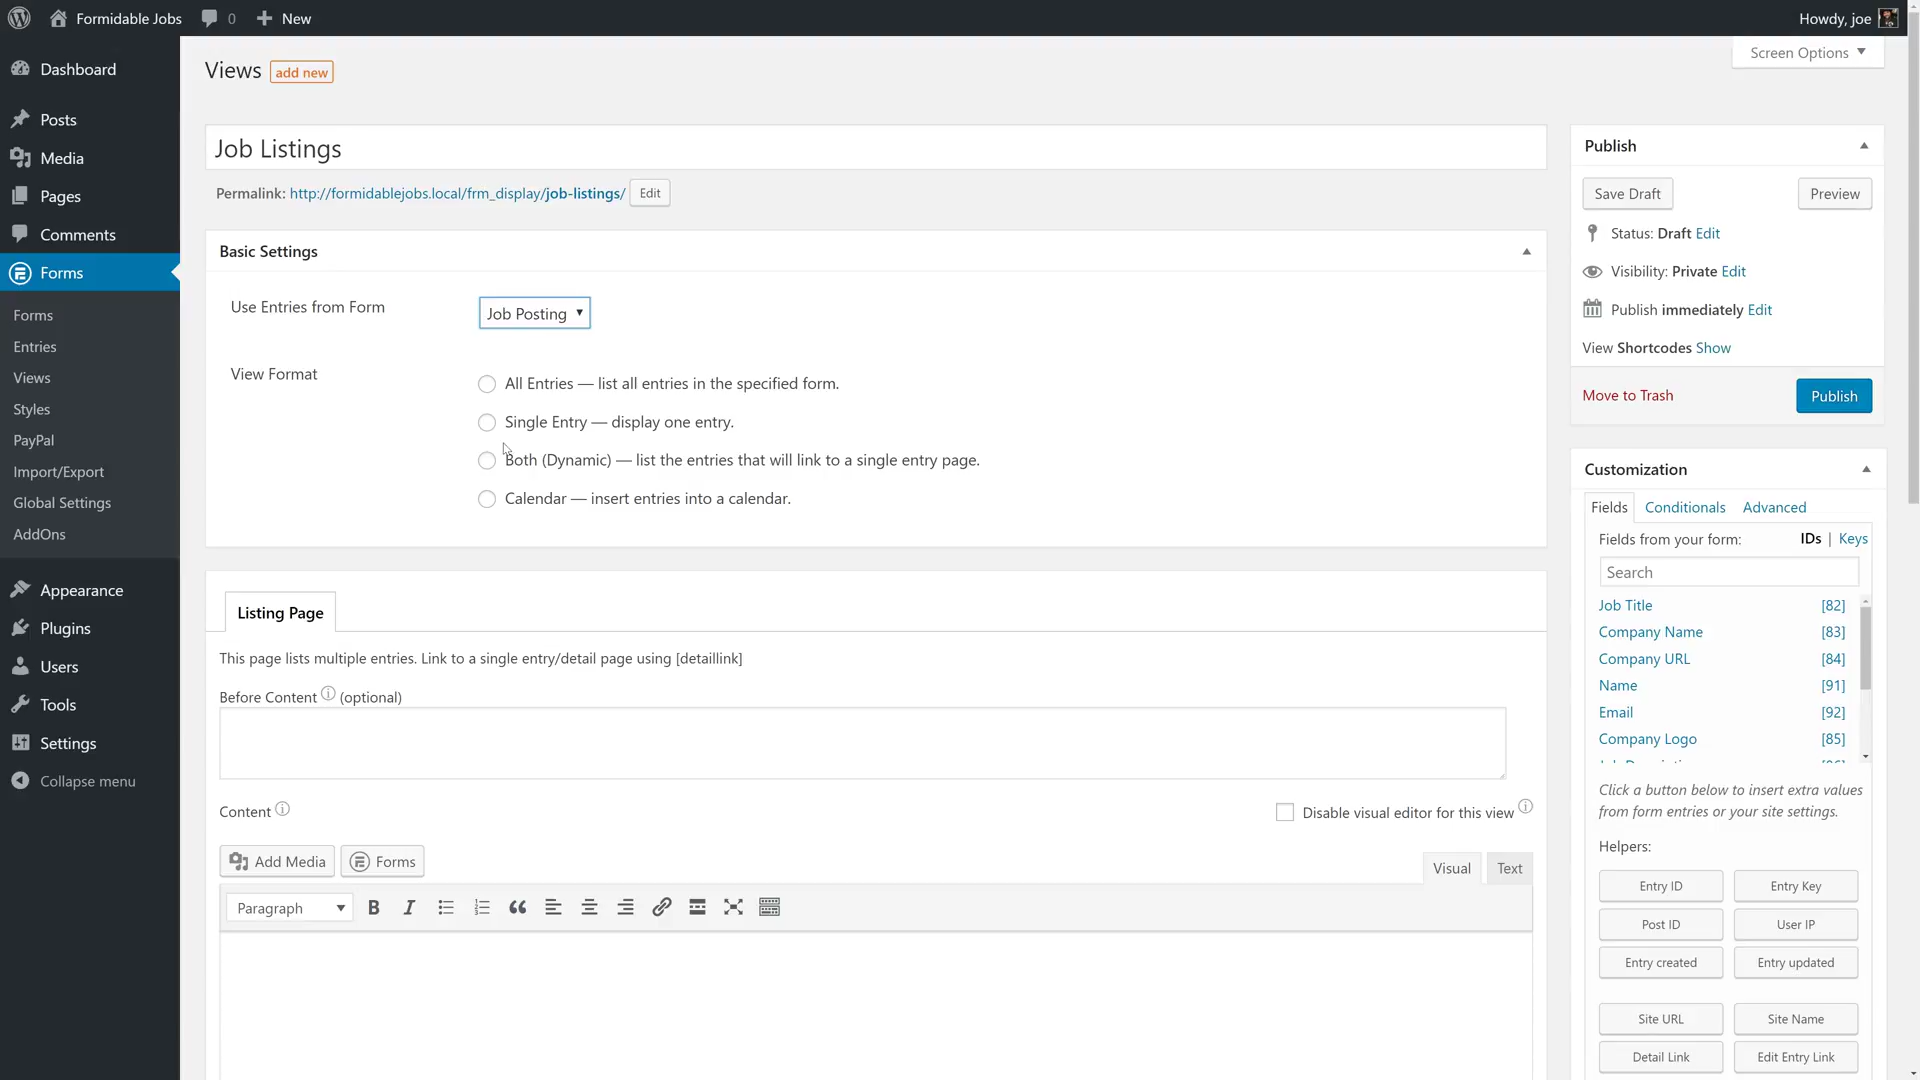 Formidable Jobs
0
New
Howdy, joe
Screen Options
Dashboard
Posts
Media
Pages
Comments
Forms
Forms
Entries
Views
Styles
PayPal
Import/Export
Global Settings
AddOns
Appearance
Plugins
Users
Tools
Settings
Collapse menu
Views add new
Job Listings
Permalink: http://formidablejobs.local/frm_display/job-listings/ Edit
Basic Settings
Use Entries from Form
Job Posting
View Format
All Entries — list all entries in the specified form.
Single Entry — display one entry.
Both (Dynamic) — list the entries that will link to a single entry page.
Calendar — insert entries into a calendar.
Listing Page
This page lists multiple entries. Link to a single entry/detail page using [detaillink]
Before Content (optional)
Content
Disable visual editor for this view
Add Media
Forms
Visual
Text
Paragraph
Publish
Save Draft
Preview
Status: Draft Edit
Visibility: Private Edit
Publish immediately Edit
View Shortcodes Show
Move to Trash
Publish
Customization
Fields
Conditionals
Advanced
Fields from your form:
IDs | Keys
Search
Job Title [82]
Company Name [83]
Company URL [84]
Name [91]
Email [92]
Company Logo [85]
Click a button below to insert extra values
from form entries or your site settings.
Helpers:
Entry ID
Entry Key
Post ID
User IP
Entry created
Entry updated
Site URL
Site Name
Detail Link
Edit Entry Link